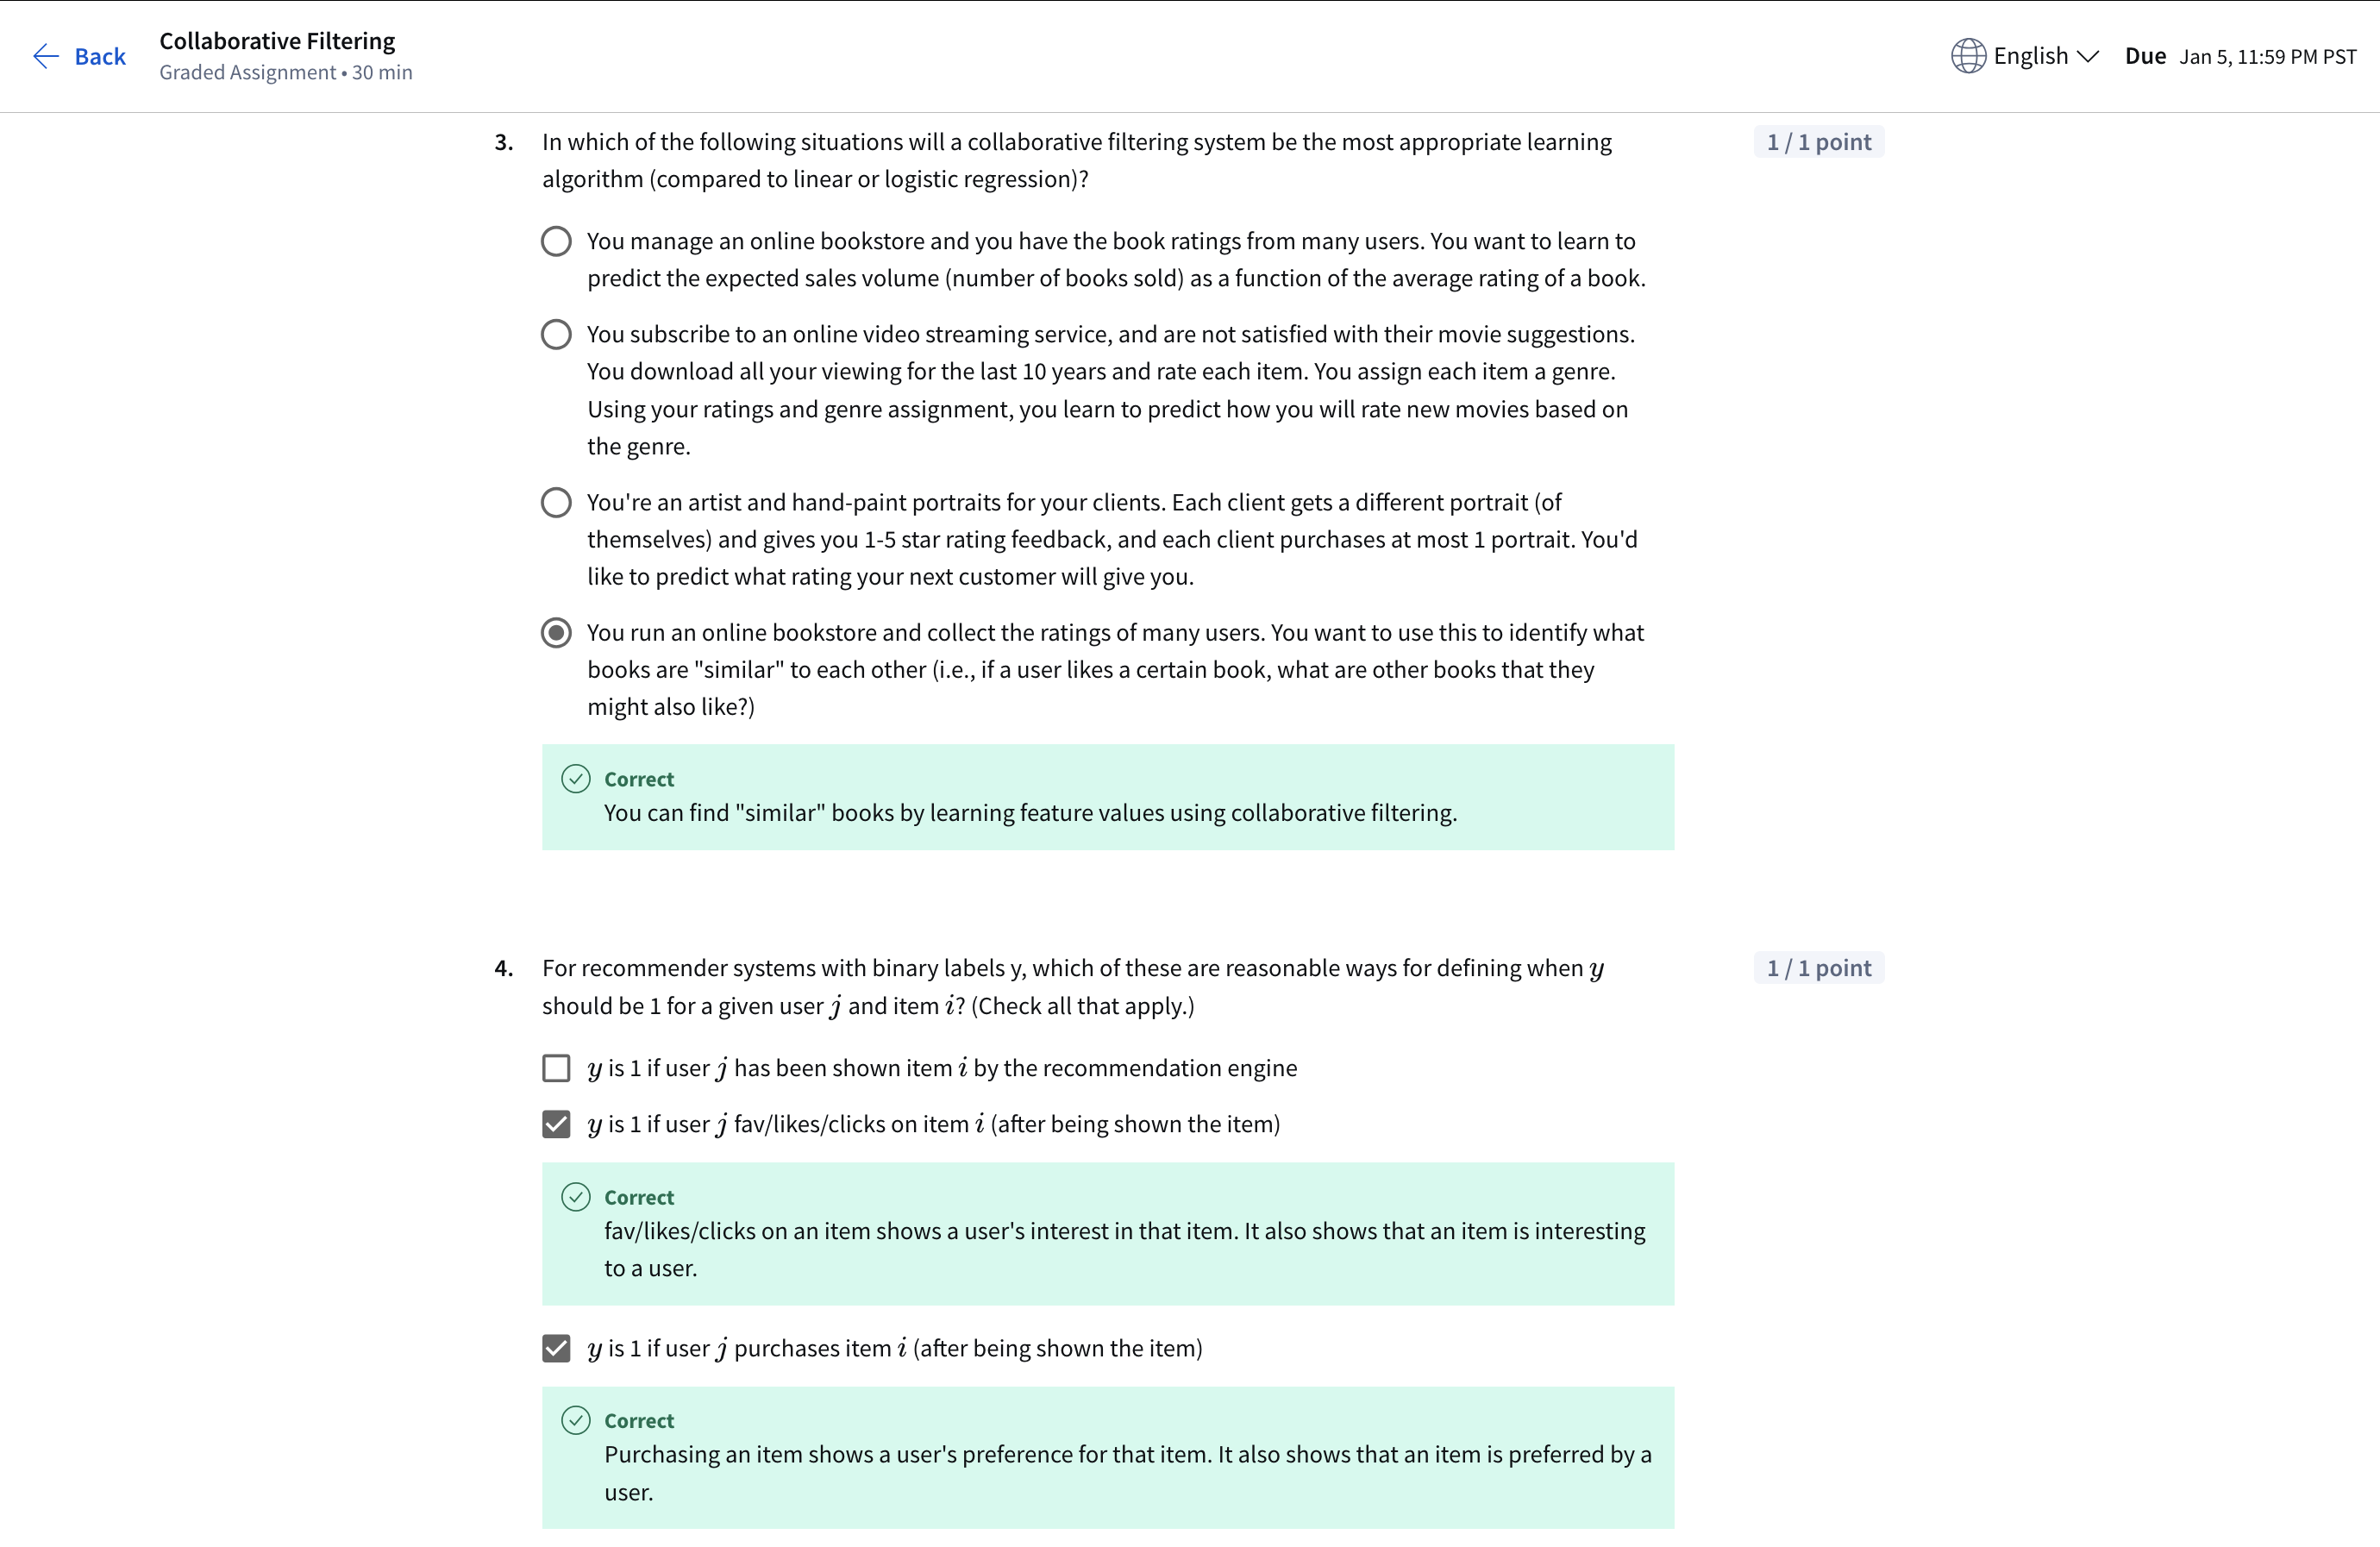 Back
Collaborative Filtering
Graded Assignment • 30 min
English
Due Jan 5, 11:59 PM PST
3. In which of the following situations will a collaborative filtering system be the most appropriate learning
algorithm (compared to linear or logistic regression)?
1 / 1 point
You manage an online bookstore and you have the book ratings from many users. You want to learn to
predict the expected sales volume (number of books sold) as a function of the average rating of a book.
You subscribe to an online video streaming service, and are not satisfied with their movie suggestions.
You download all your viewing for the last 10 years and rate each item. You assign each item a genre.
Using your ratings and genre assignment, you learn to predict how you will rate new movies based on
the genre.
You're an artist and hand-paint portraits for your clients. Each client gets a different portrait (of
themselves) and gives you 1-5 star rating feedback, and each client purchases at most 1 portrait. You'd
like to predict what rating your next customer will give you.
You run an online bookstore and collect the ratings of many users. You want to use this to identify what
books are "similar" to each other (i.e., if a user likes a certain book, what are other books that they
might also like?)
Correct
You can find "similar" books by learning feature values using collaborative filtering.
4. For recommender systems with binary labels y, which of these are reasonable ways for defining when y
should be 1 for a given user j and item i? (Check all that apply.)
1 / 1 point
y is 1 if user j has been shown item i by the recommendation engine
y is 1 if user j fav/likes/clicks on item i (after being shown the item)
Correct
fav/likes/clicks on an item shows a user's interest in that item. It also shows that an item is interesting
to a user.
y is 1 if user j purchases item i (after being shown the item)
Correct
Purchasing an item shows a user's preference for that item. It also shows that an item is preferred by a
user.